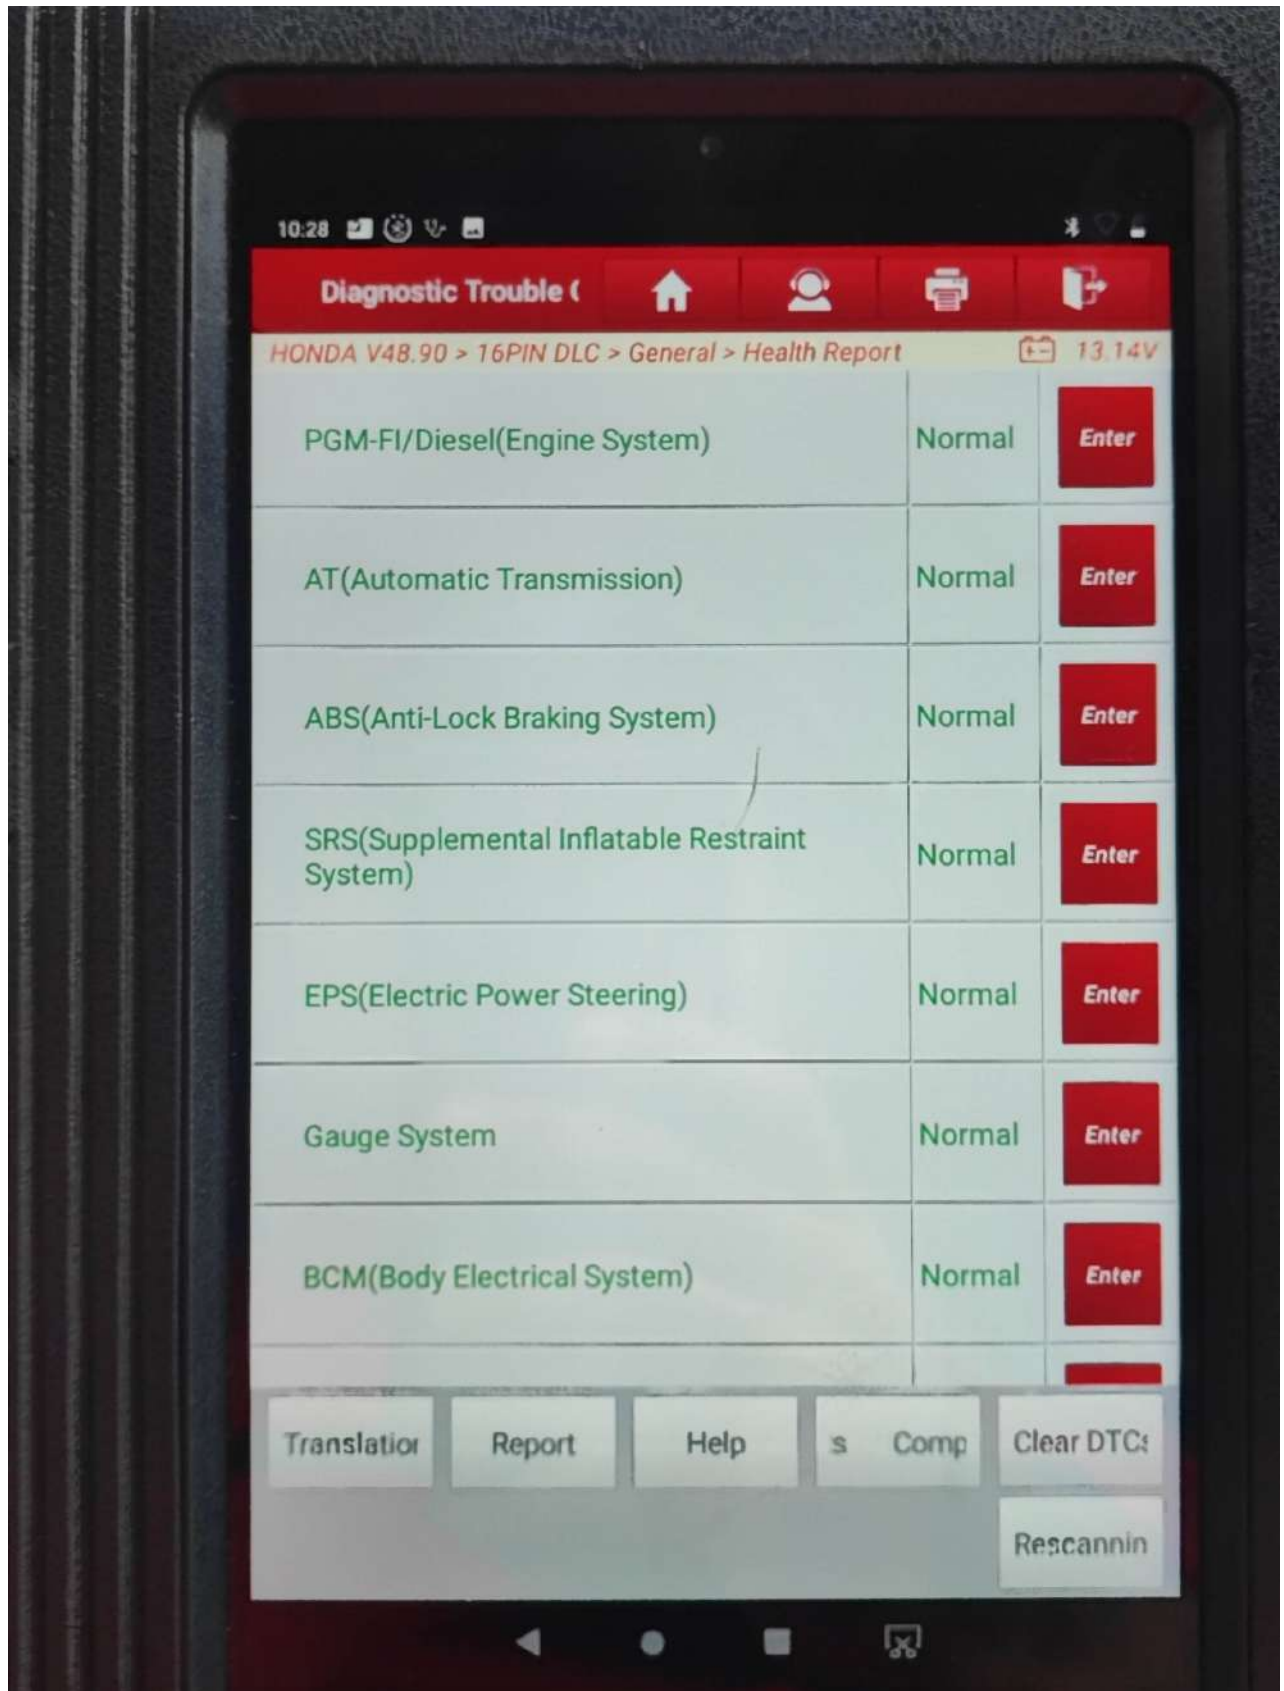 10:28
Diagnostic Trouble (
HONDA V48.90 > 16PIN DLC > General > Health Report 13.14V
PGM-FI/Diesel(Engine System) Normal Enter
AT(Automatic Transmission) Normal Enter
ABS(Anti-Lock Braking System) Normal Enter
SRS(Supplemental Inflatable Restraint
System) Normal Enter
EPS(Electric Power Steering) Normal Enter
Gauge System Normal Enter
BCM(Body Electrical System) Normal Enter
Translation Report Help s Comp Clear DTCs
Rescannin